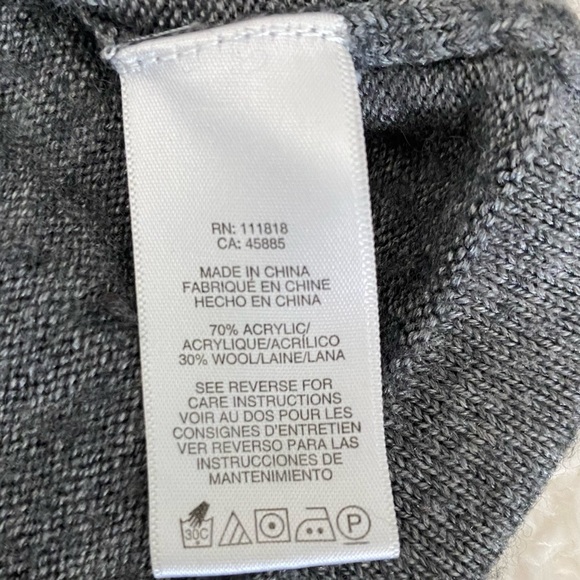 RN: 111818
CA: 45885
MADE IN CHINA
FABRIQUÉ EN CHINE
HECHO EN CHINA
70% ACRYLIC/
ACRYLIQUE/ACRÍLICO
30% WOOL/LAINE/LANA
SEE REVERSE FOR
CARE INSTRUCTIONS
VOIR AU DOS POUR LES
CONSIGNES D'ENTRETIEN
VER REVERSO PARA LAS
INSTRUCCIONES DE
MANTENIMIENTO
30C P